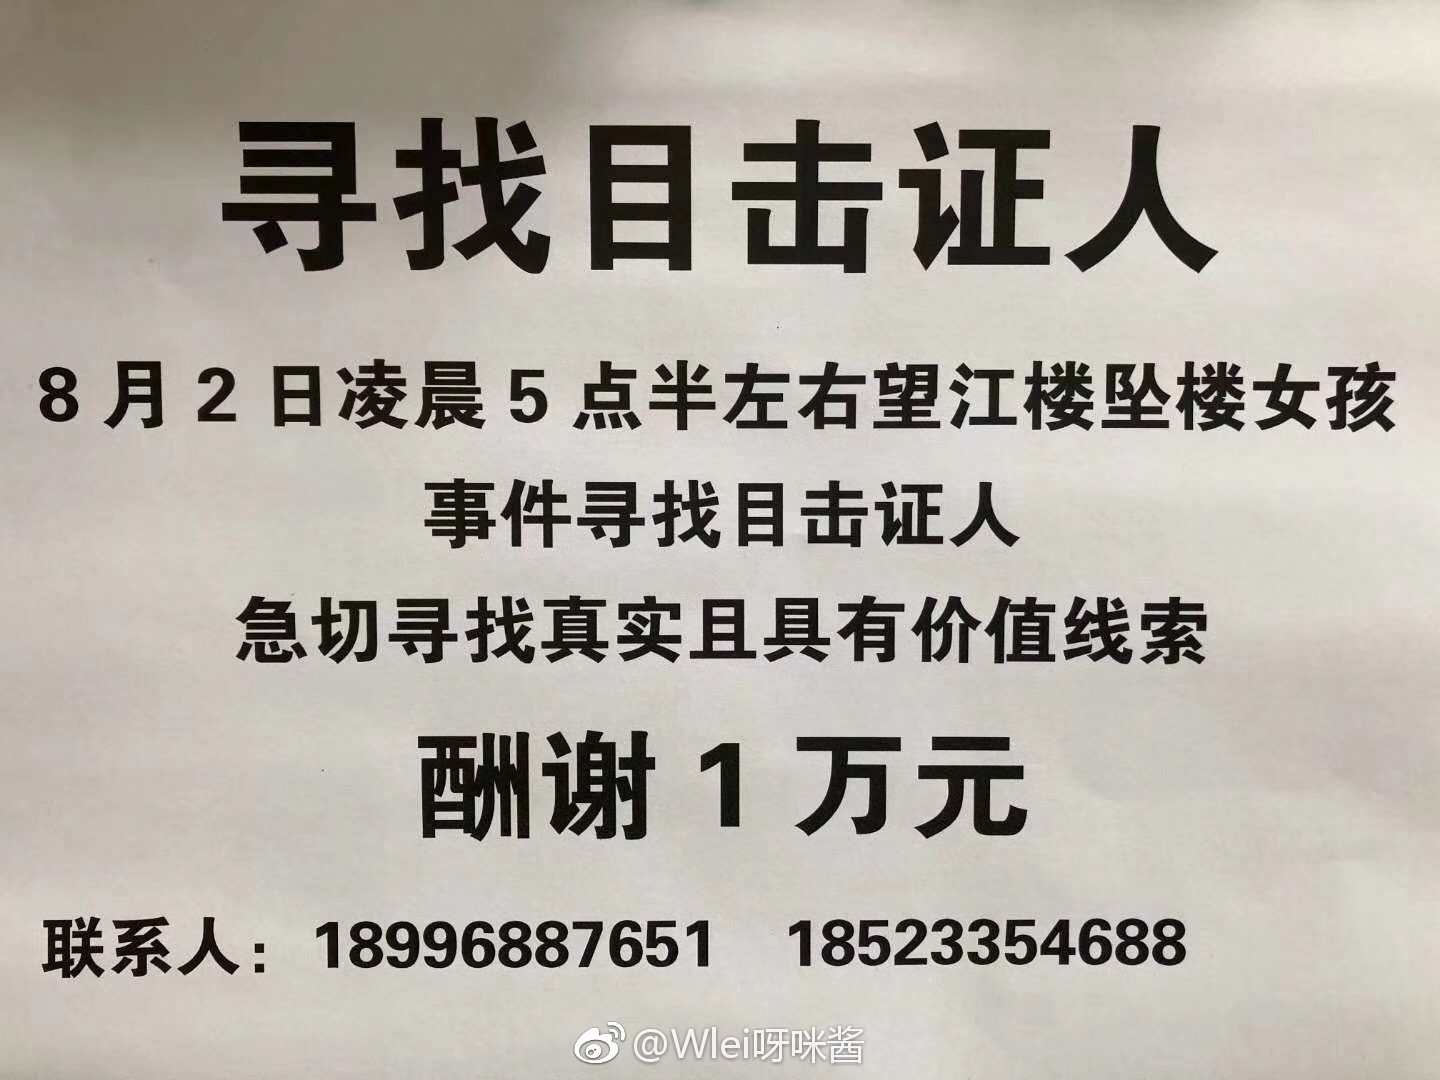 寻找目击证人
8月2日凌晨5点半左右望江楼坠楼女孩
事件寻找目击证人
急切寻找真实且具有价值线索
酬谢1万元
联系人：18996887651 18523354688
@Wlei呀咪酱